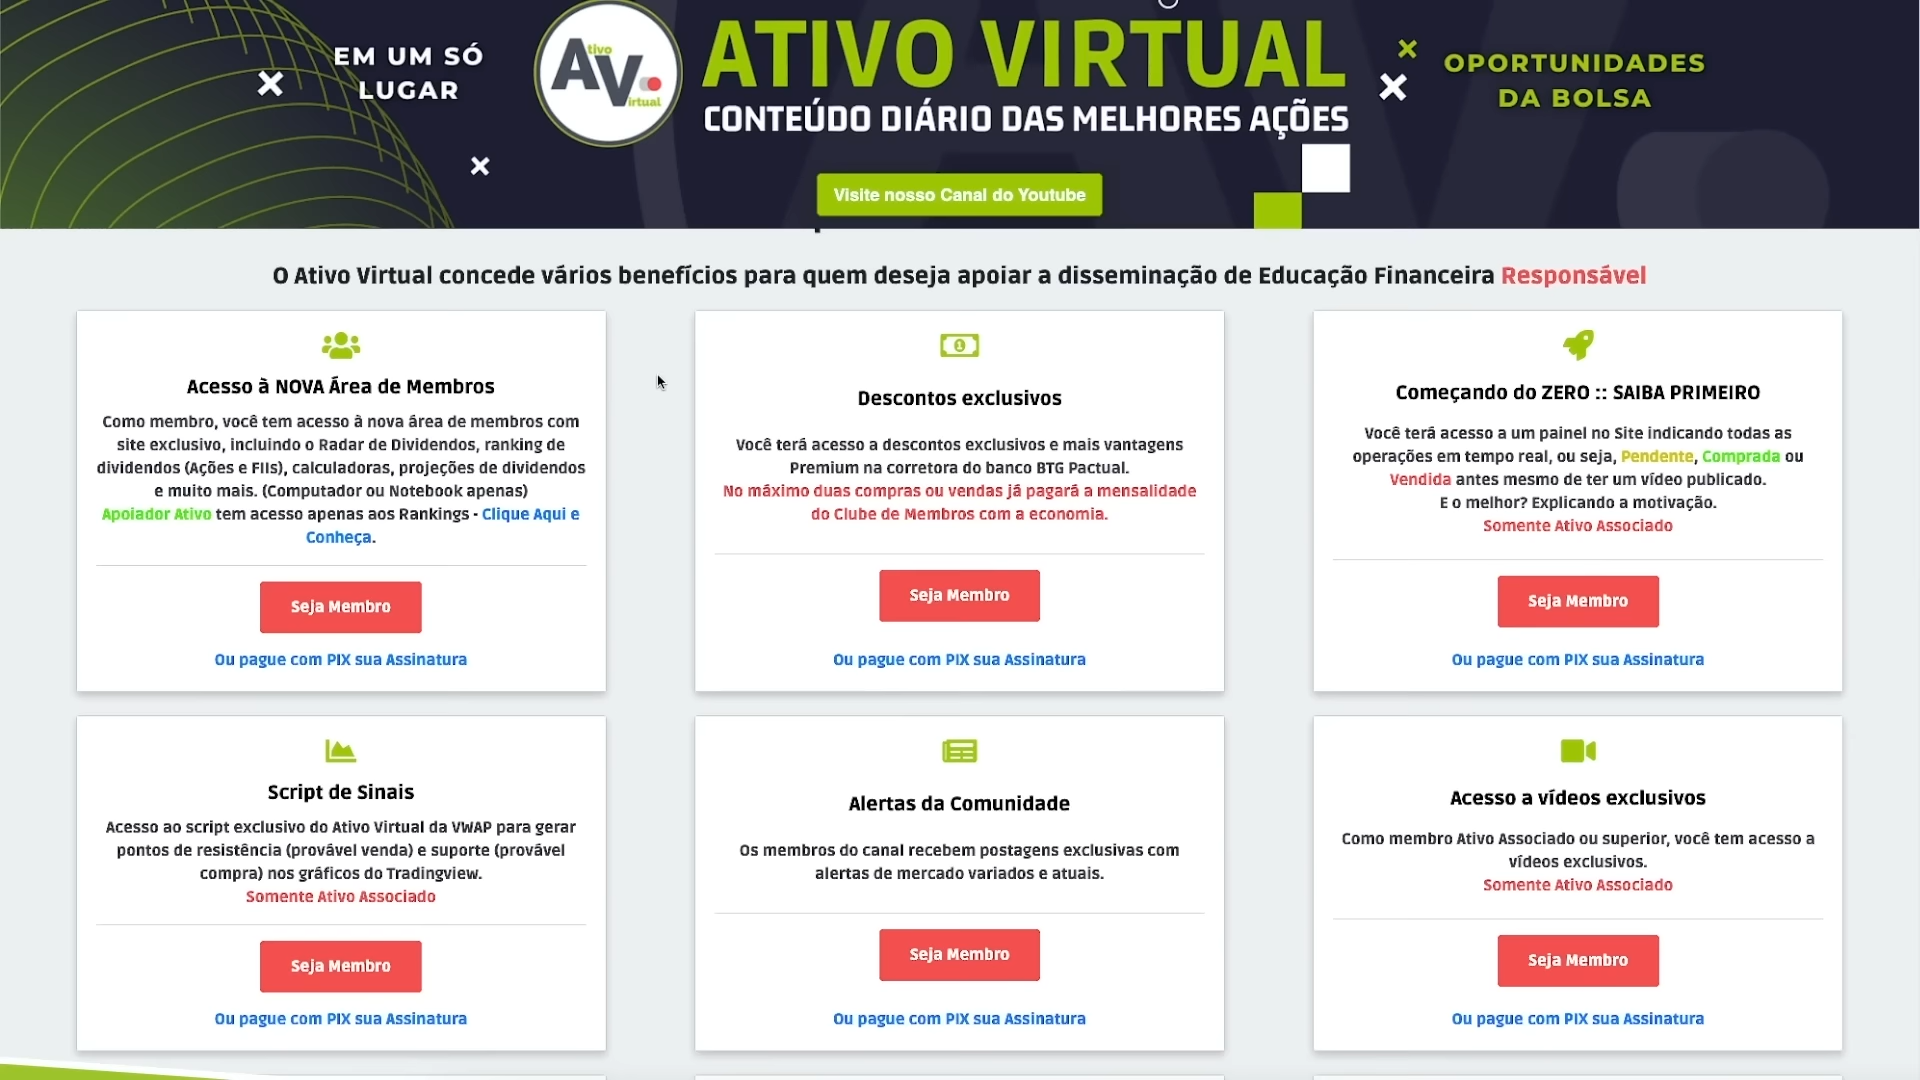 EM UM SÓ
LUGAR
Ativo
Virtual
ATIVO VIRTUAL
CONTEÚDO DIÁRIO DAS MELHORES AÇÕES
OPORTUNIDADES
DA BOLSA
Visite nosso Canal do Youtube
O Ativo Virtual concede vários benefícios para quem deseja apoiar a disseminação de Educação Financeira Responsável
Acesso à NOVA Área de Membros
Como membro, você tem acesso à nova área de membros com
site exclusivo, incluindo o Radar de Dividendos, ranking de
dividendos (Ações e FIIs), calculadoras, projeções de dividendos
e muito mais. (Computador ou Notebook apenas)
Apoiador Ativo tem acesso apenas aos Rankings - Clique Aqui e
Conheça.
Seja Membro
Ou pague com PIX sua Assinatura
Descontos exclusivos
Você terá acesso a descontos exclusivos e mais vantagens
Premium na corretora do banco BTG Pactual.
No máximo duas compras ou vendas já pagará a mensalidade
do Clube de Membros com a economia.
Seja Membro
Ou pague com PIX sua Assinatura
Começando do ZERO :: SAIBA PRIMEIRO
Você terá acesso a um painel no Site indicando todas as
operações em tempo real, ou seja, Pendente, Comprada ou
Vendida antes mesmo de ter um vídeo publicado.
E o melhor? Explicando a motivação.
Somente Ativo Associado
Seja Membro
Ou pague com PIX sua Assinatura
Script de Sinais
Acesso ao script exclusivo do Ativo Virtual da VWAP para gerar
pontos de resistência (provável venda) e suporte (provável
compra) nos gráficos do Tradingview.
Somente Ativo Associado
Seja Membro
Ou pague com PIX sua Assinatura
Alertas da Comunidade
Os membros do canal recebem postagens exclusivas com
alertas de mercado variados e atuais.
Seja Membro
Ou pague com PIX sua Assinatura
Acesso a vídeos exclusivos
Como membro Ativo Associado ou superior, você tem acesso a
vídeos exclusivos.
Somente Ativo Associado
Seja Membro
Ou pague com PIX sua Assinatura